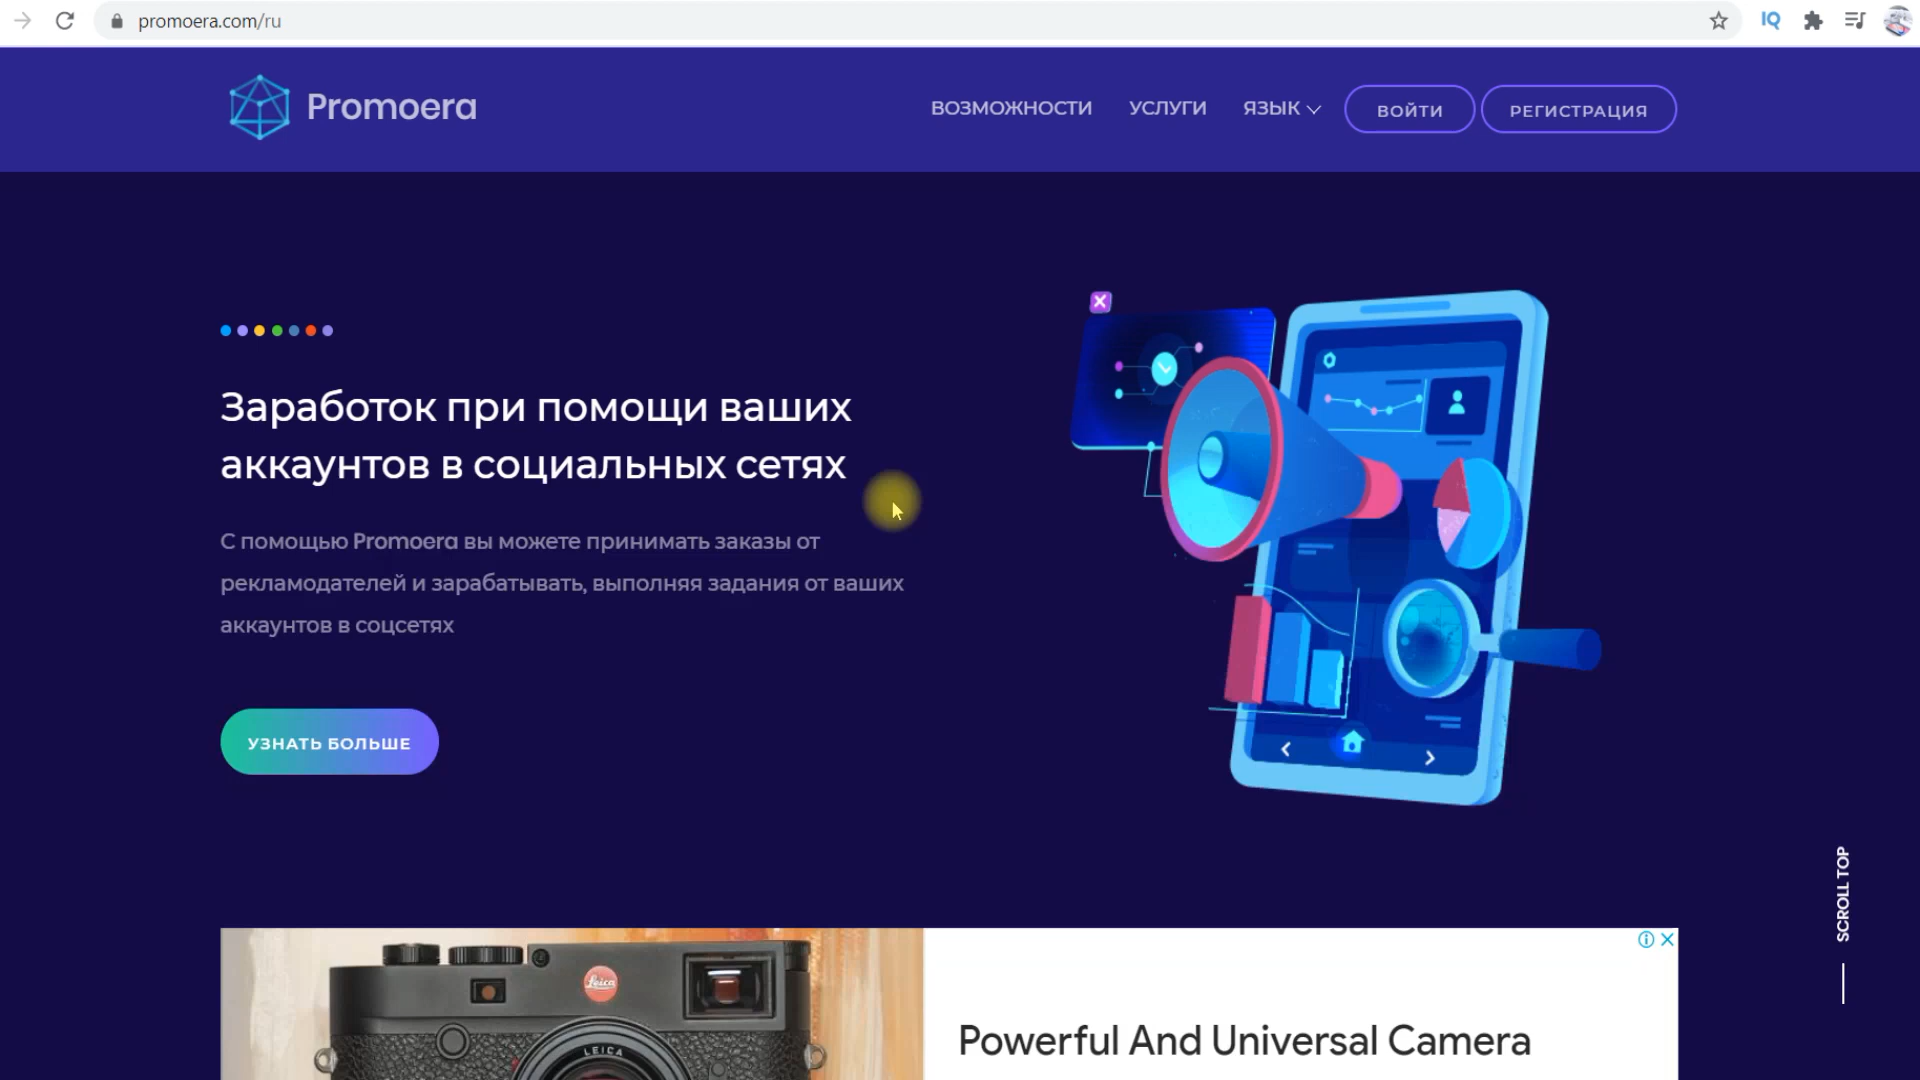 promoera.com/ru
IQ
Promoera
ВОЗМОЖНОСТИ
УСЛУГИ
ЯЗЫК
ВОЙТИ
РЕГИСТРАЦИЯ
Заработок при помощи ваших
аккаунтов в социальных сетях
С помощью Promoera вы можете принимать заказы от
рекламодателей и зарабатывать, выполняя задания от ваших
аккаунтов в соцсетях
УЗНАТЬ БОЛЬШЕ
SCROLL TOP
Leica
LEICA
Powerful And Universal Camera